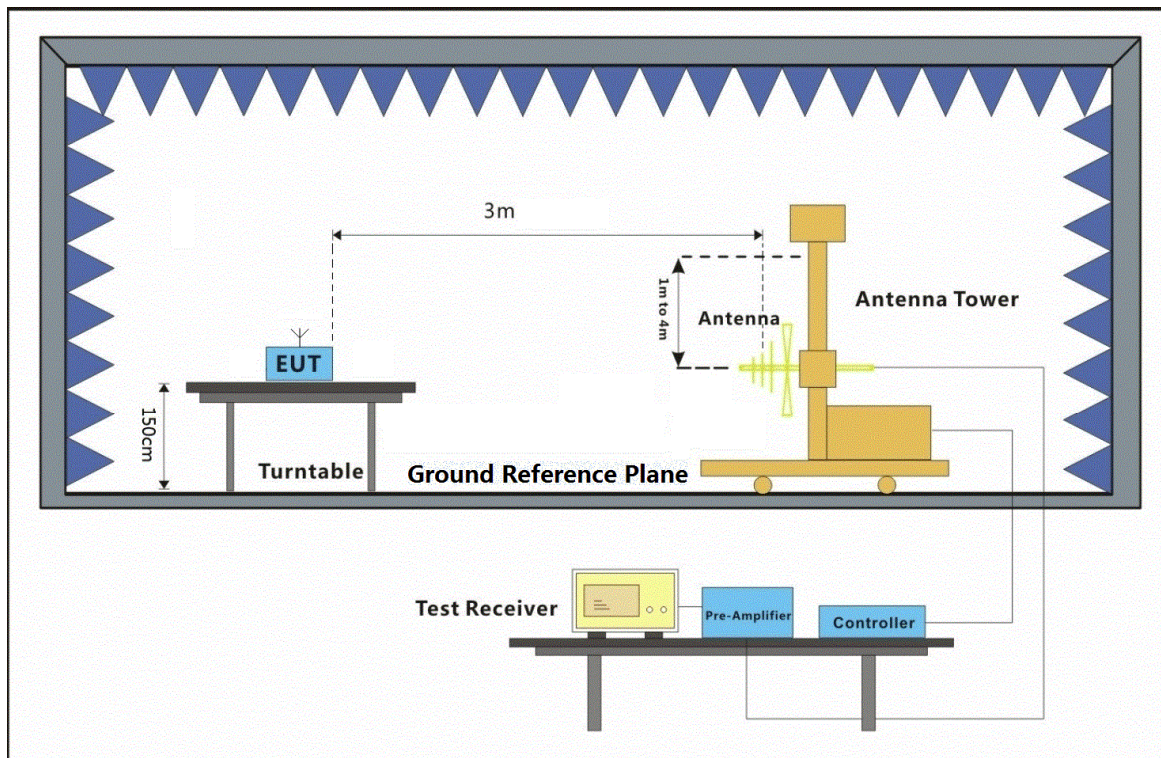 3m
1m to 4m
Antenna Tower
Antenna
EUT
150cm
Turntable
Ground Reference Plane
Test Receiver
Pre-Amplifier
Controller